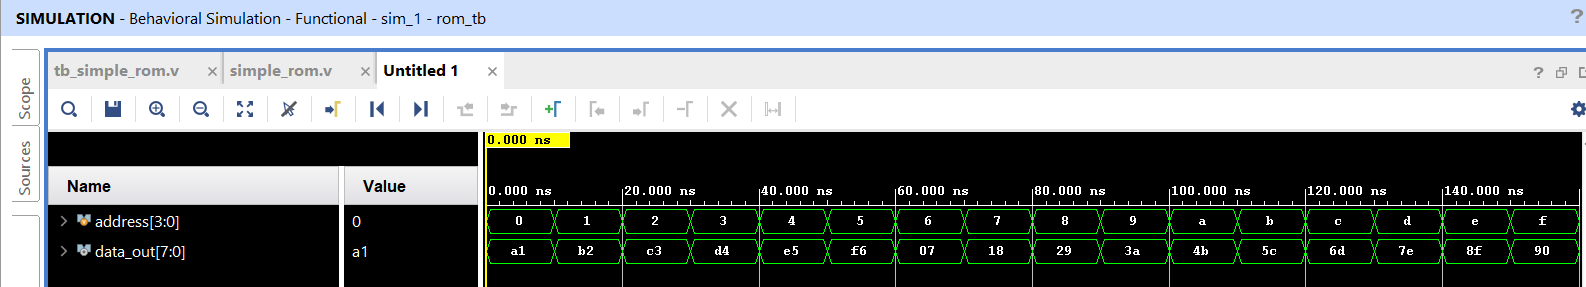 SIMULATION - Behavioral Simulation - Functional - sim_1 - rom_tb ?
Scope
Sources
tb_simple_rom.v × simple_rom.v × Untitled 1 × ?
0.000 ns
Name Value
0.000 ns 20.000 ns 40.000 ns 60.000 ns 80.000 ns 100.000 ns 120.000 ns 140.000 ns
address[3:0] 0 0 1 2 3 4 5 6 7 8 9 a b c d e f
data_out[7:0] a1 a1 b2 c3 d4 e5 f6 07 18 29 3a 4b 5c 6d 7e 8f 90